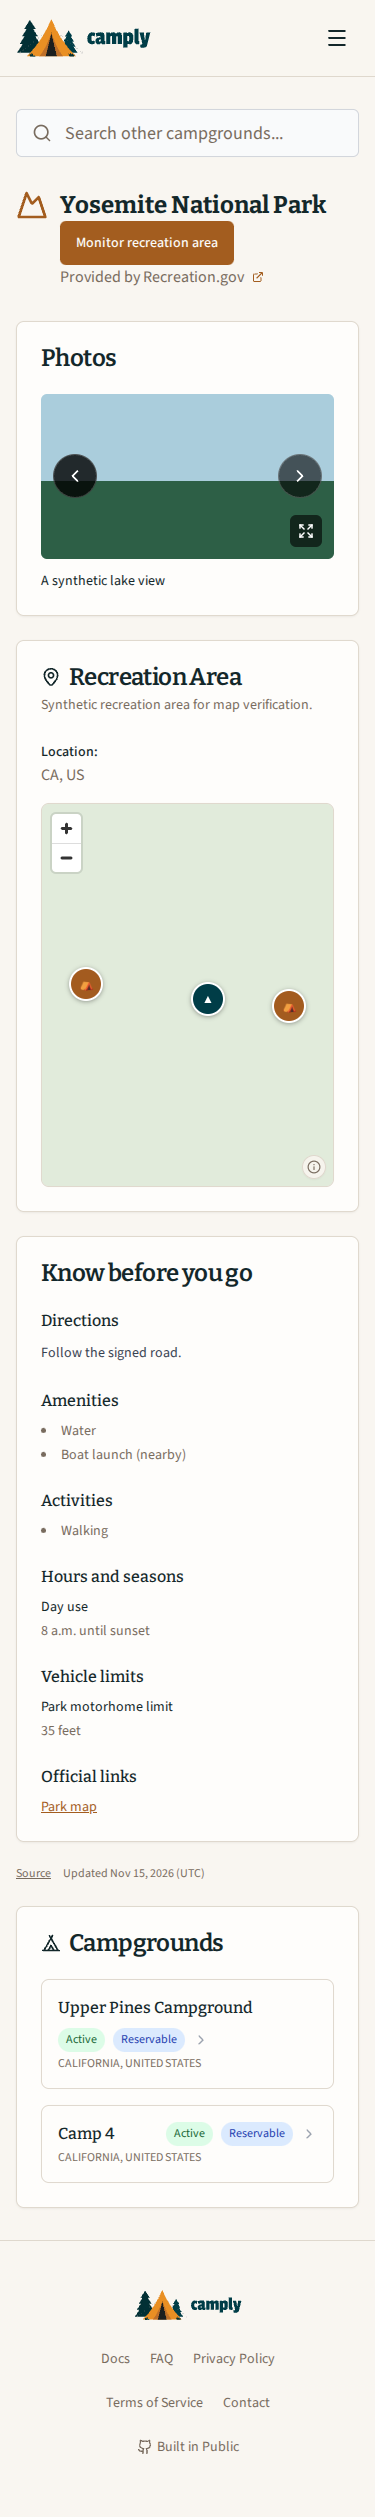 camply
Search other campgrounds...
Yosemite National Park
Monitor recreation area
Provided by Recreation.gov
Photos
A synthetic lake view
Recreation Area
Synthetic recreation area for map verification.
Location:
CA, US
Know before you go
Directions
Follow the signed road.
Amenities
• Water
• Boat launch (nearby)
Activities
• Walking
Hours and seasons
Day use
8 a.m. until sunset
Vehicle limits
Park motorhome limit
35 feet
Official links
Park map
Source Updated Nov 15, 2026 (UTC)
Campgrounds
Upper Pines Campground
Active Reservable
CALIFORNIA, UNITED STATES
Camp 4 Active Reservable
CALIFORNIA, UNITED STATES
camply
Docs FAQ Privacy Policy
Terms of Service Contact
Built in Public